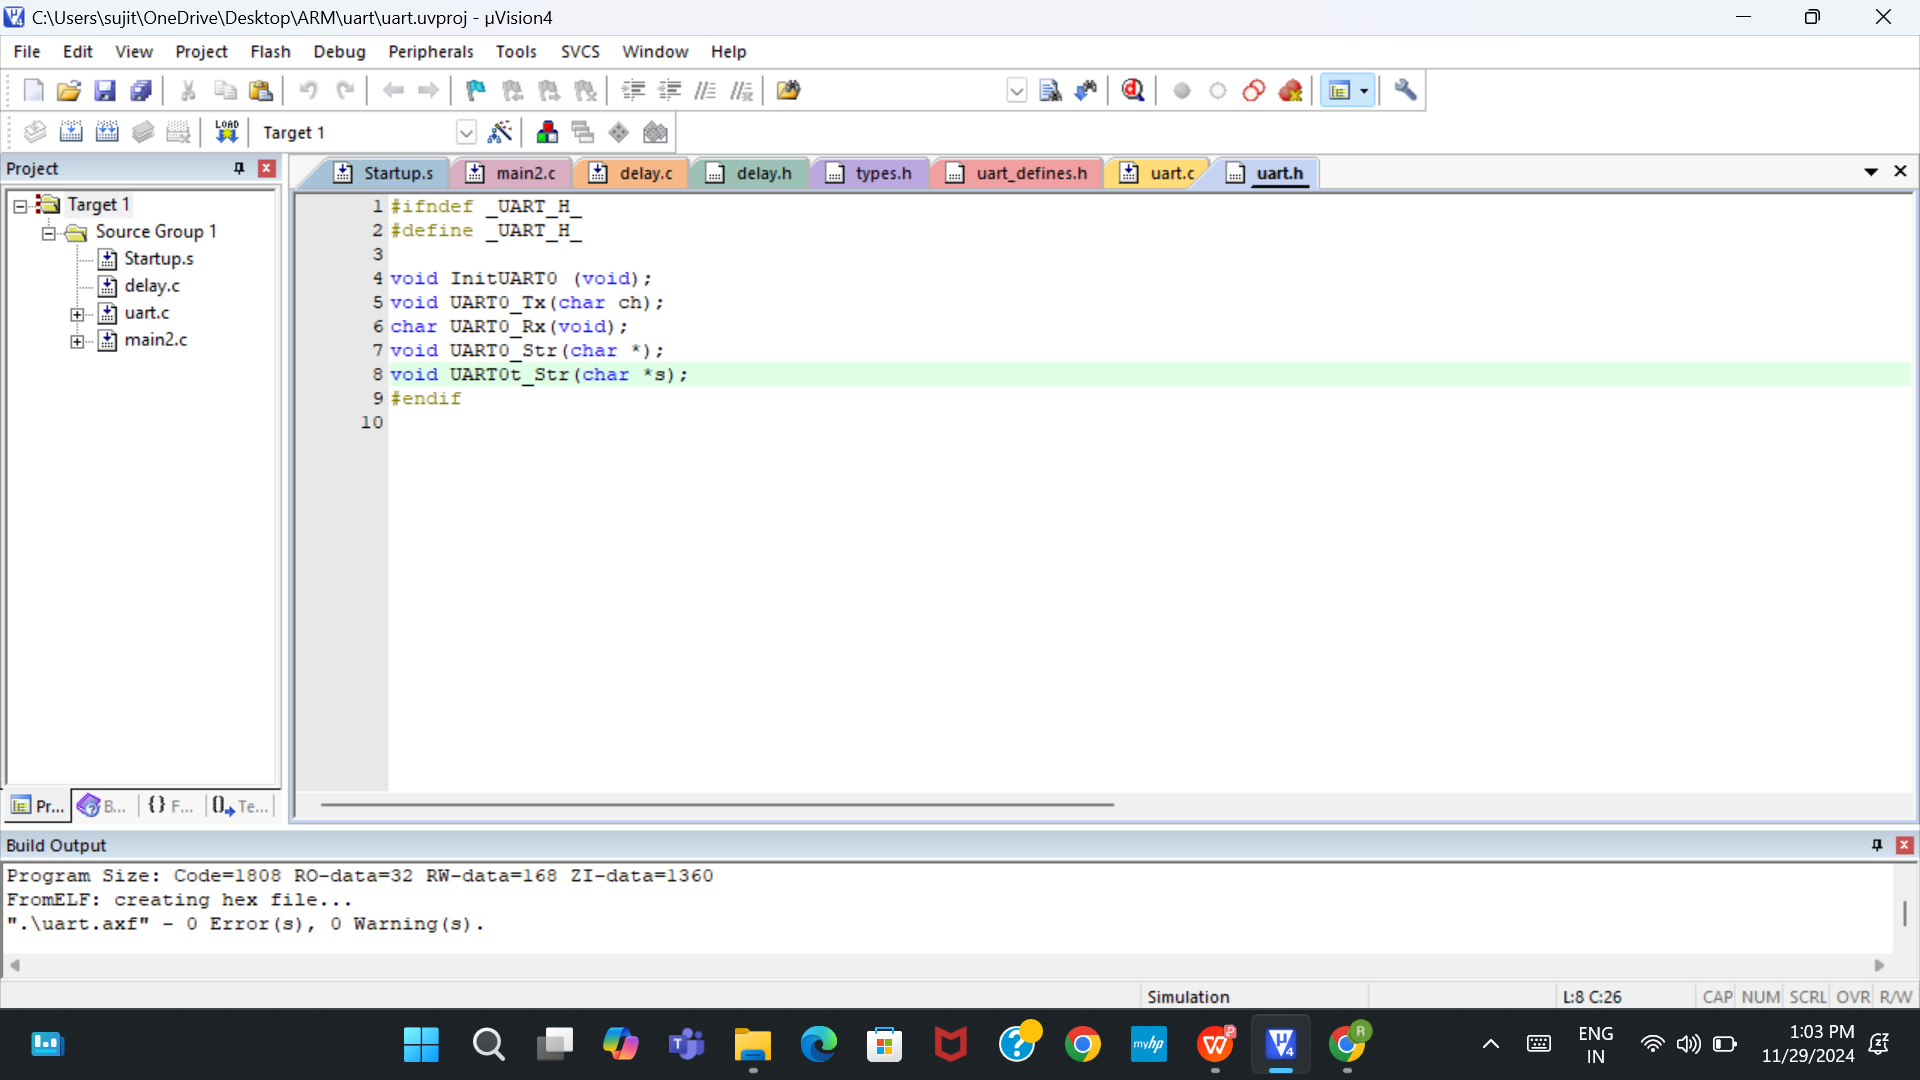 C:\Users\sujit\OneDrive\Desktop\ARM\uart\uart.uvproj - µVision4
File Edit View Project Flash Debug Peripherals Tools SVCS Window Help
LOAD Target 1
Project
Startup.s main2.c delay.c delay.h types.h uart_defines.h uart.c uart.h
Target 1
Source Group 1
Startup.s
delay.c
uart.c
main2.c
1 #ifndef _UART_H_
2 #define _UART_H_
3
4 void InitUART0 (void);
5 void UART0_Tx(char ch);
6 char UART0_Rx(void);
7 void UART0_Str(char *);
8 void UART0t_Str(char *s);
9 #endif
10
Pr... B... {} F... 0 Te...
Build Output
Program Size: Code=1808 RO-data=32 RW-data=168 ZI-data=1360
FromELF: creating hex file...
".\uart.axf" - 0 Error(s), 0 Warning(s).
Simulation L:8 C:26 CAP NUM SCRL OVR R/W
myhp
R
ENG
IN
1:03 PM
11/29/2024